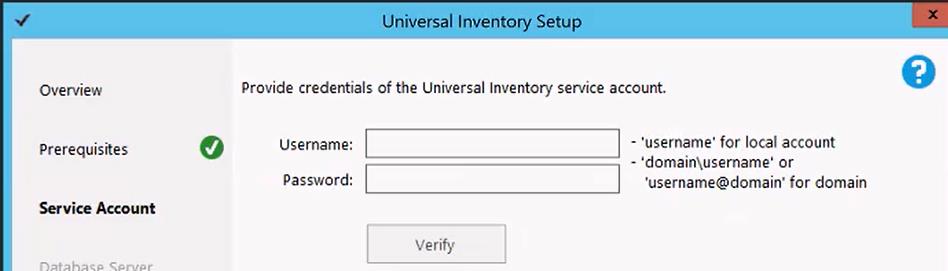 Universal Inventory Setup
x
?
Overview
Provide credentials of the Universal Inventory service account.
Prerequisites
Username:
- 'username' for local account
- 'domain\username' or
Password:
'username@domain' for domain
Service Account
Verify
Database Server